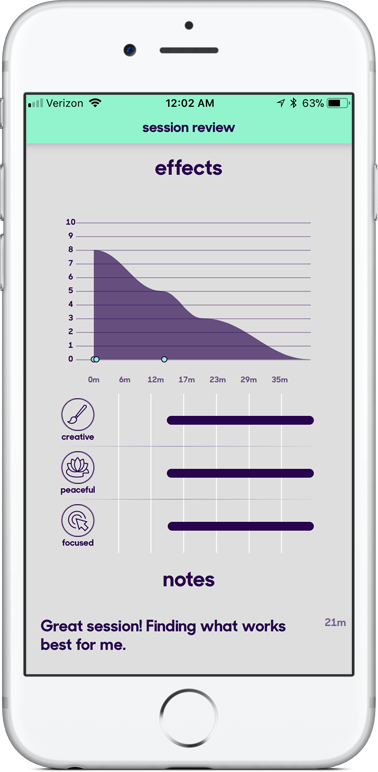 Verizon 12:02 AM 63%
session review
effects
10
9
8
7
6
5
4
3
2
1
0
0m 6m 12m 17m 23m 29m 35m
creative
peaceful
focused
notes
Great session! Finding what works 21m
best for me.